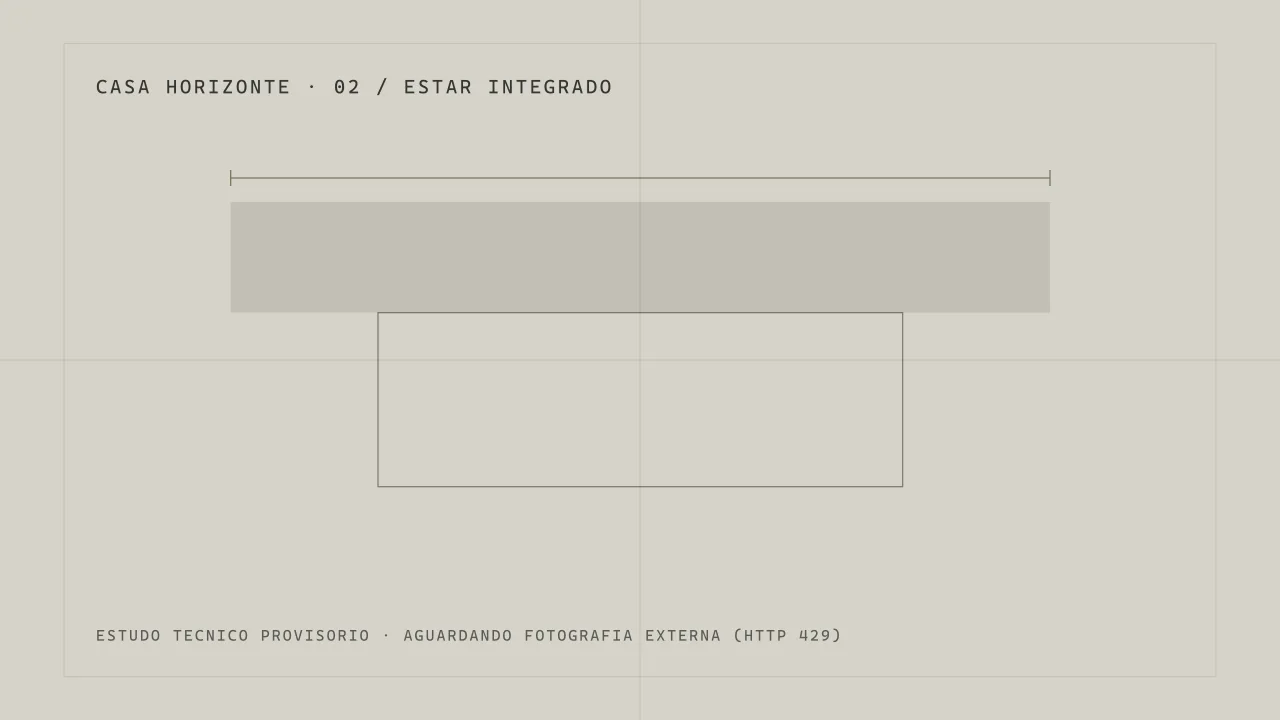 CASA HORIZONTE · 02 / ESTAR INTEGRADO
ESTUDO TECNICO PROVISORIO · AGUARDANDO FOTOGRAFIA EXTERNA (HTTP 429)